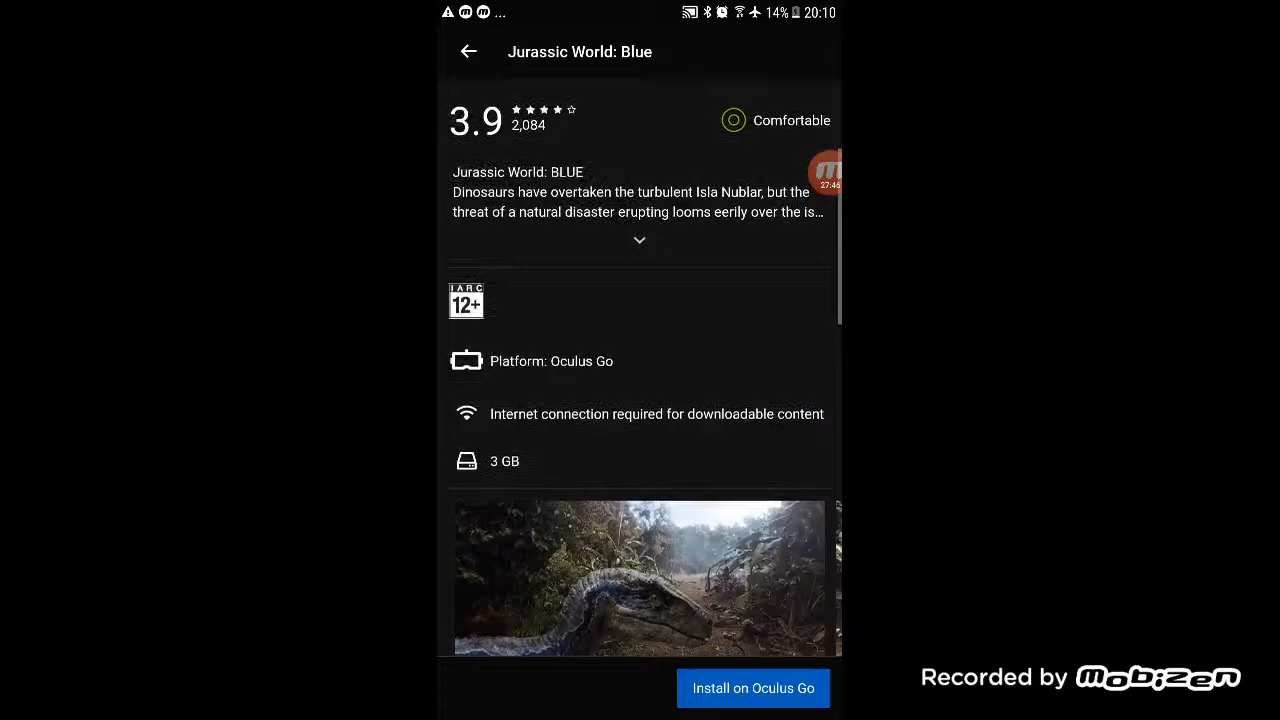 ... 14% 20:10
Jurassic World: Blue
3.9
2,084
Comfortable
27:46
Jurassic World: BLUE
Dinosaurs have overtaken the turbulent Isla Nublar, but the
threat of a natural disaster erupting looms eerily over the is...
IARC
12+
Platform: Oculus Go
Internet connection required for downloadable content
3 GB
Install on Oculus Go
Recorded by mobizen